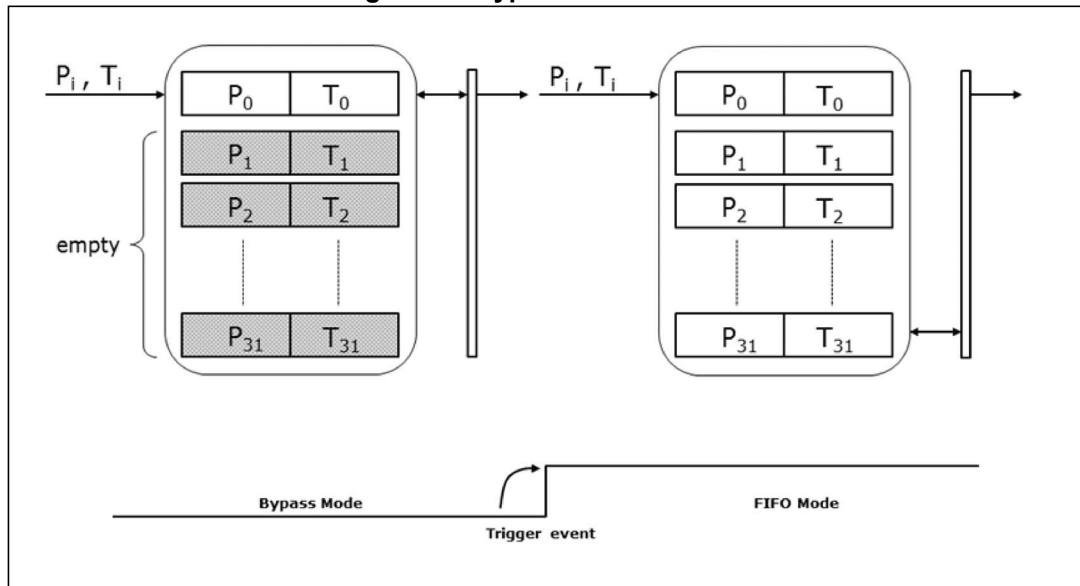 P₀ T₀
P₁ T₁
P₂ T₂
P₃₁ T₃₁
empty
Pᵢ , Tᵢ
Pᵢ , Tᵢ
P₀ T₀
P₁ T₁
P₂ T₂
P₃₁ T₃₁
Bypass Mode
FIFO Mode
Trigger event